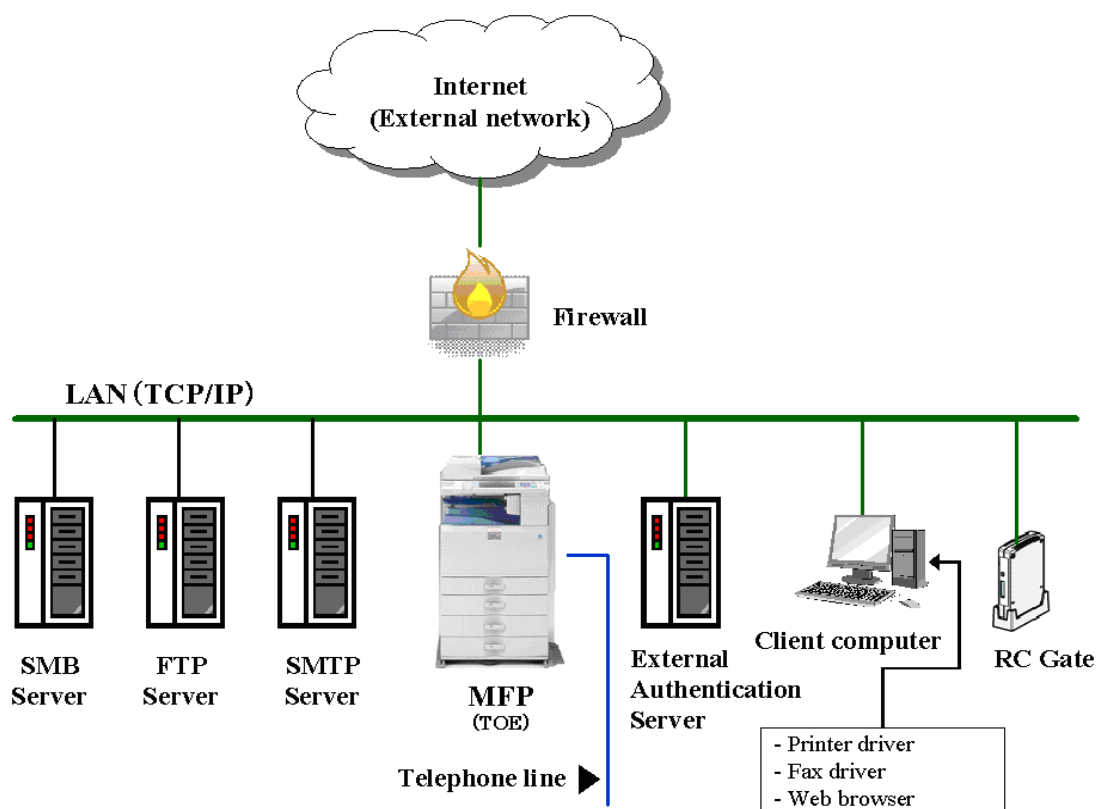 Internet
(External network)
Firewall
LAN (TCP/IP)
SMB
Server
FTP
Server
SMTP
Server
MFP
(TOE)
External
Authentication
Server
Client computer
RC Gate
Telephone line
- Printer driver
- Fax driver
- Web browser